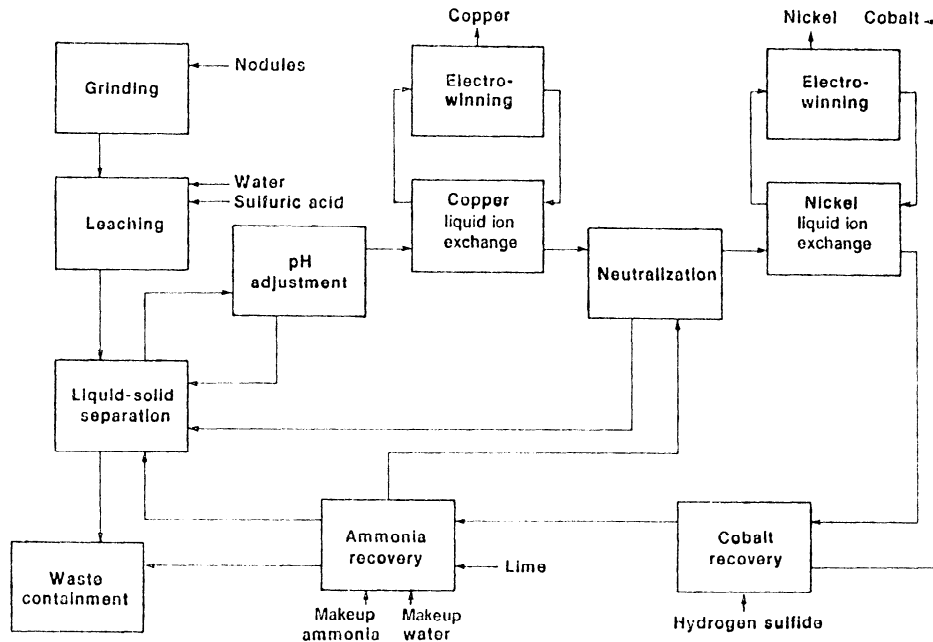 Copper
Nickel
Cobalt
Grinding
Nodules
Electro-
winning
Electro-
winning
Leaching
Water
Sulfuric acid
Copper
liquid ion
exchange
Nickel
liquid ion
exchange
pH
adjustment
Neutralization
Liquid-solid
separation
Ammonia
recovery
Lime
Cobalt
recovery
Waste
containment
Makeup
ammonia
Makeup
water
Hydrogen sulfide